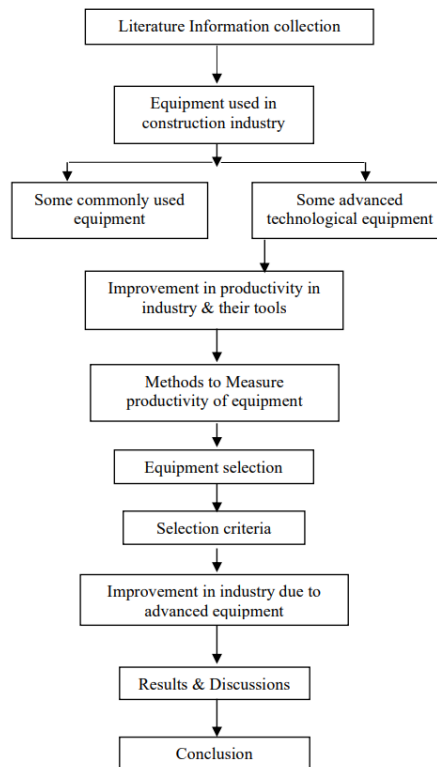 Literature Information collection
Equipment used in
construction industry
Some commonly used
equipment
Some advanced
technological equipment
Improvement in productivity in
industry & their tools
Methods to Measure
productivity of equipment
Equipment selection
Selection criteria
Improvement in industry due to
advanced equipment
Results & Discussions
Conclusion